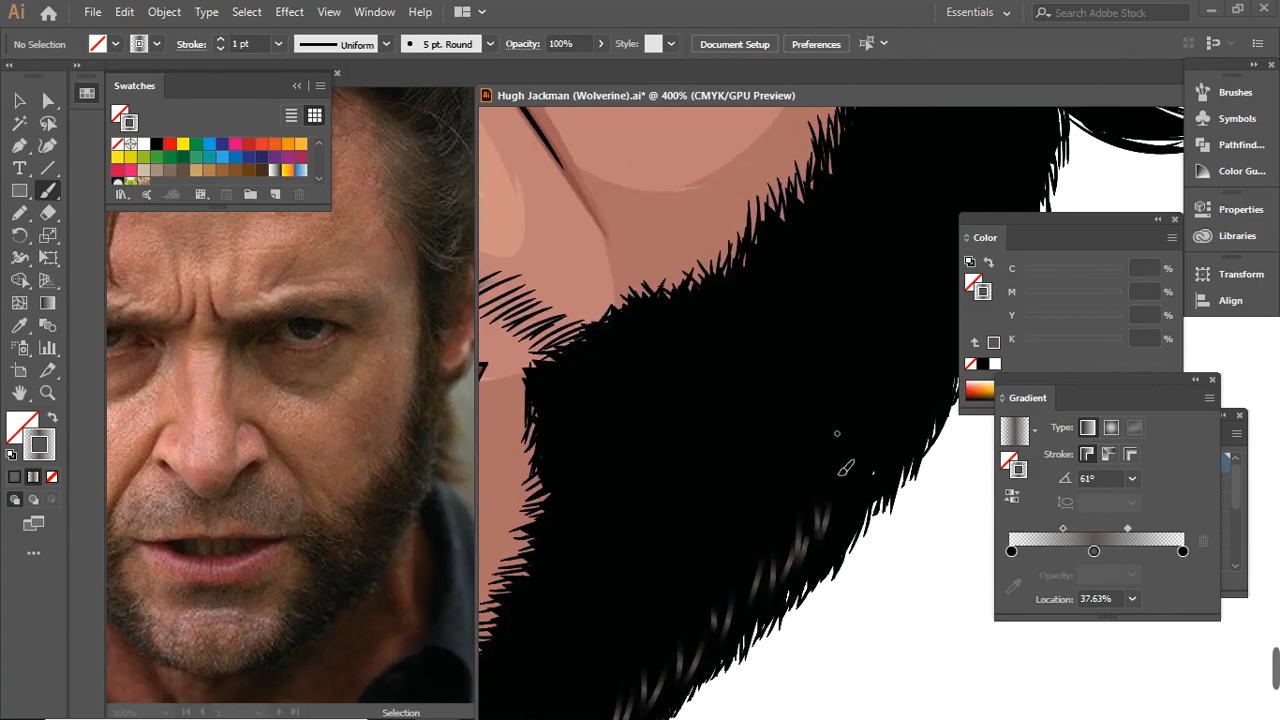 Ai File Edit Object Type Select Effect View Window Help Essentials Search Adobe Stock
No Selection Stroke: 1 pt Uniform 5 pt. Round Opacity: 100% Style: Document Setup Preferences
Swatches
Ai Hugh Jackman (Wolverine).ai* @ 400% (CMYK/GPU Preview)
Brushes
Symbols
Pathfind...
Color Gu...
Properties
Libraries
Transform
Align
Color
C %
M %
Y %
K %
Gradient
Type:
Stroke:
61°
Opacity:
Location: 37.63%
100% 1 Selection